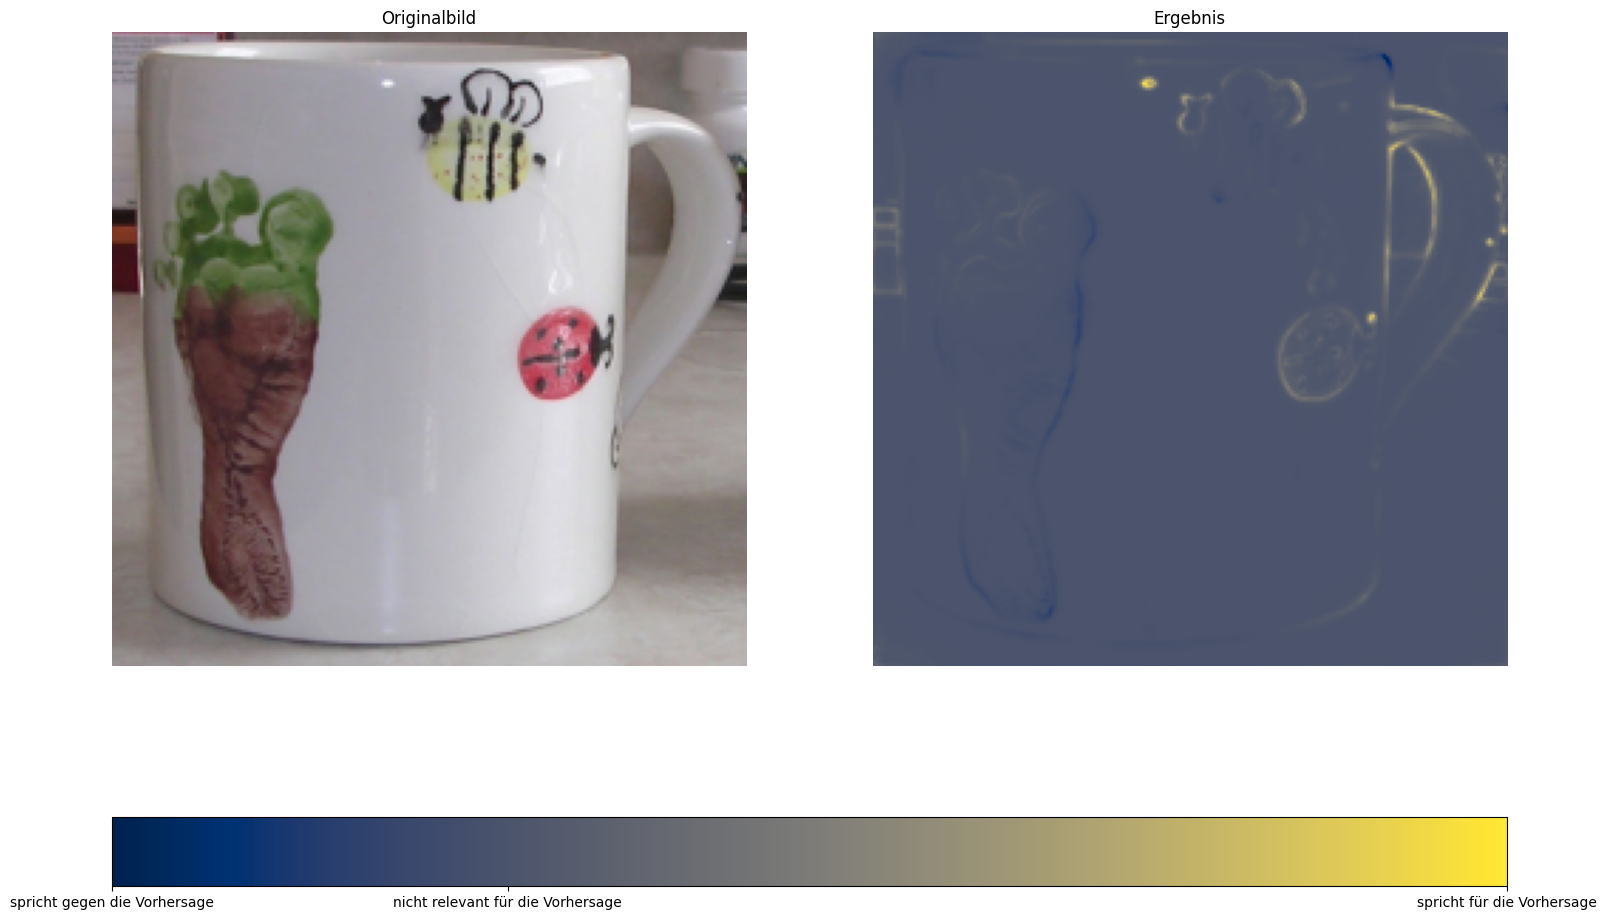 Originalbild
Ergebnis
spricht gegen die Vorhersage
nicht relevant für die Vorhersage
spricht für die Vorhersage